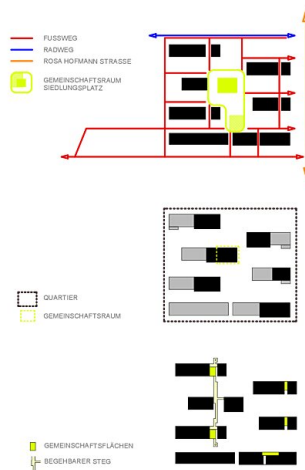 FUSSWEG
RADWEG
ROSA HOFMANN STRASSE
GEMEINSCHAFTSRAUM
SIEDLUNGSPLATZ
QUARTIER
GEMEINSCHAFTSRAUM
GEMEINSCHAFTSFLÄCHEN
BEGEHBARER STEG